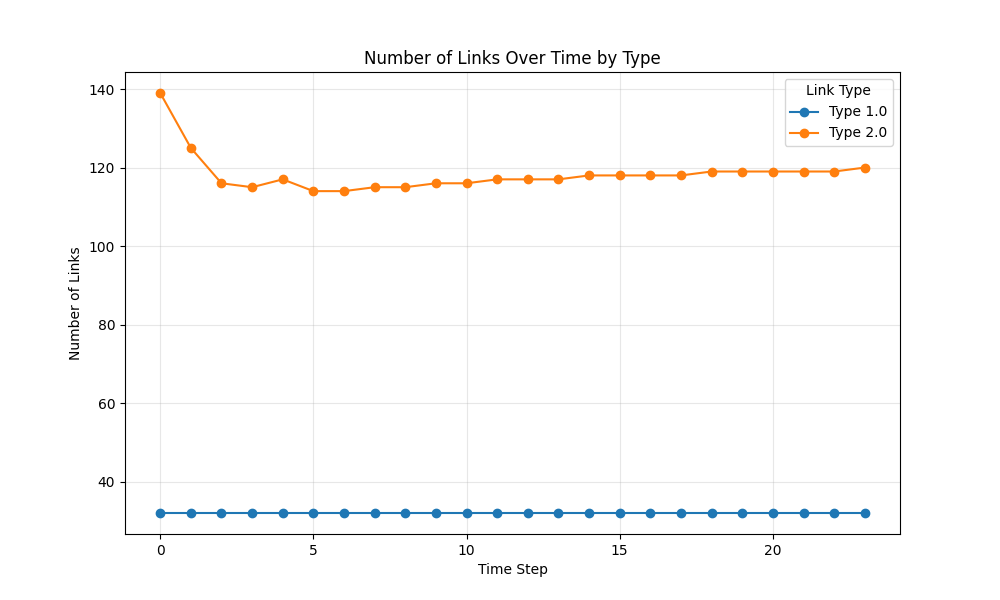 Number of Links Over Time by Type
Link Type
Type 1.0
Type 2.0
Number of Links
140
120
100
80
60
40
0 5 10 15 20
Time Step